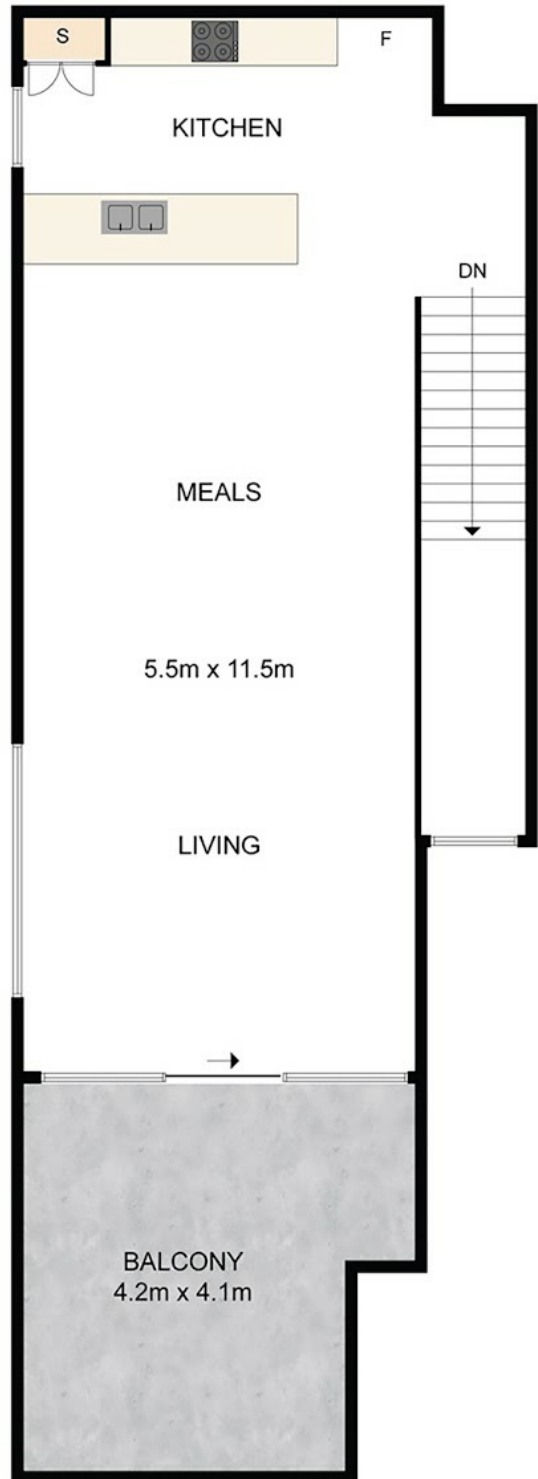 S
F
KITCHEN
DN
MEALS
5.5m x 11.5m
LIVING
BALCONY
4.2m x 4.1m